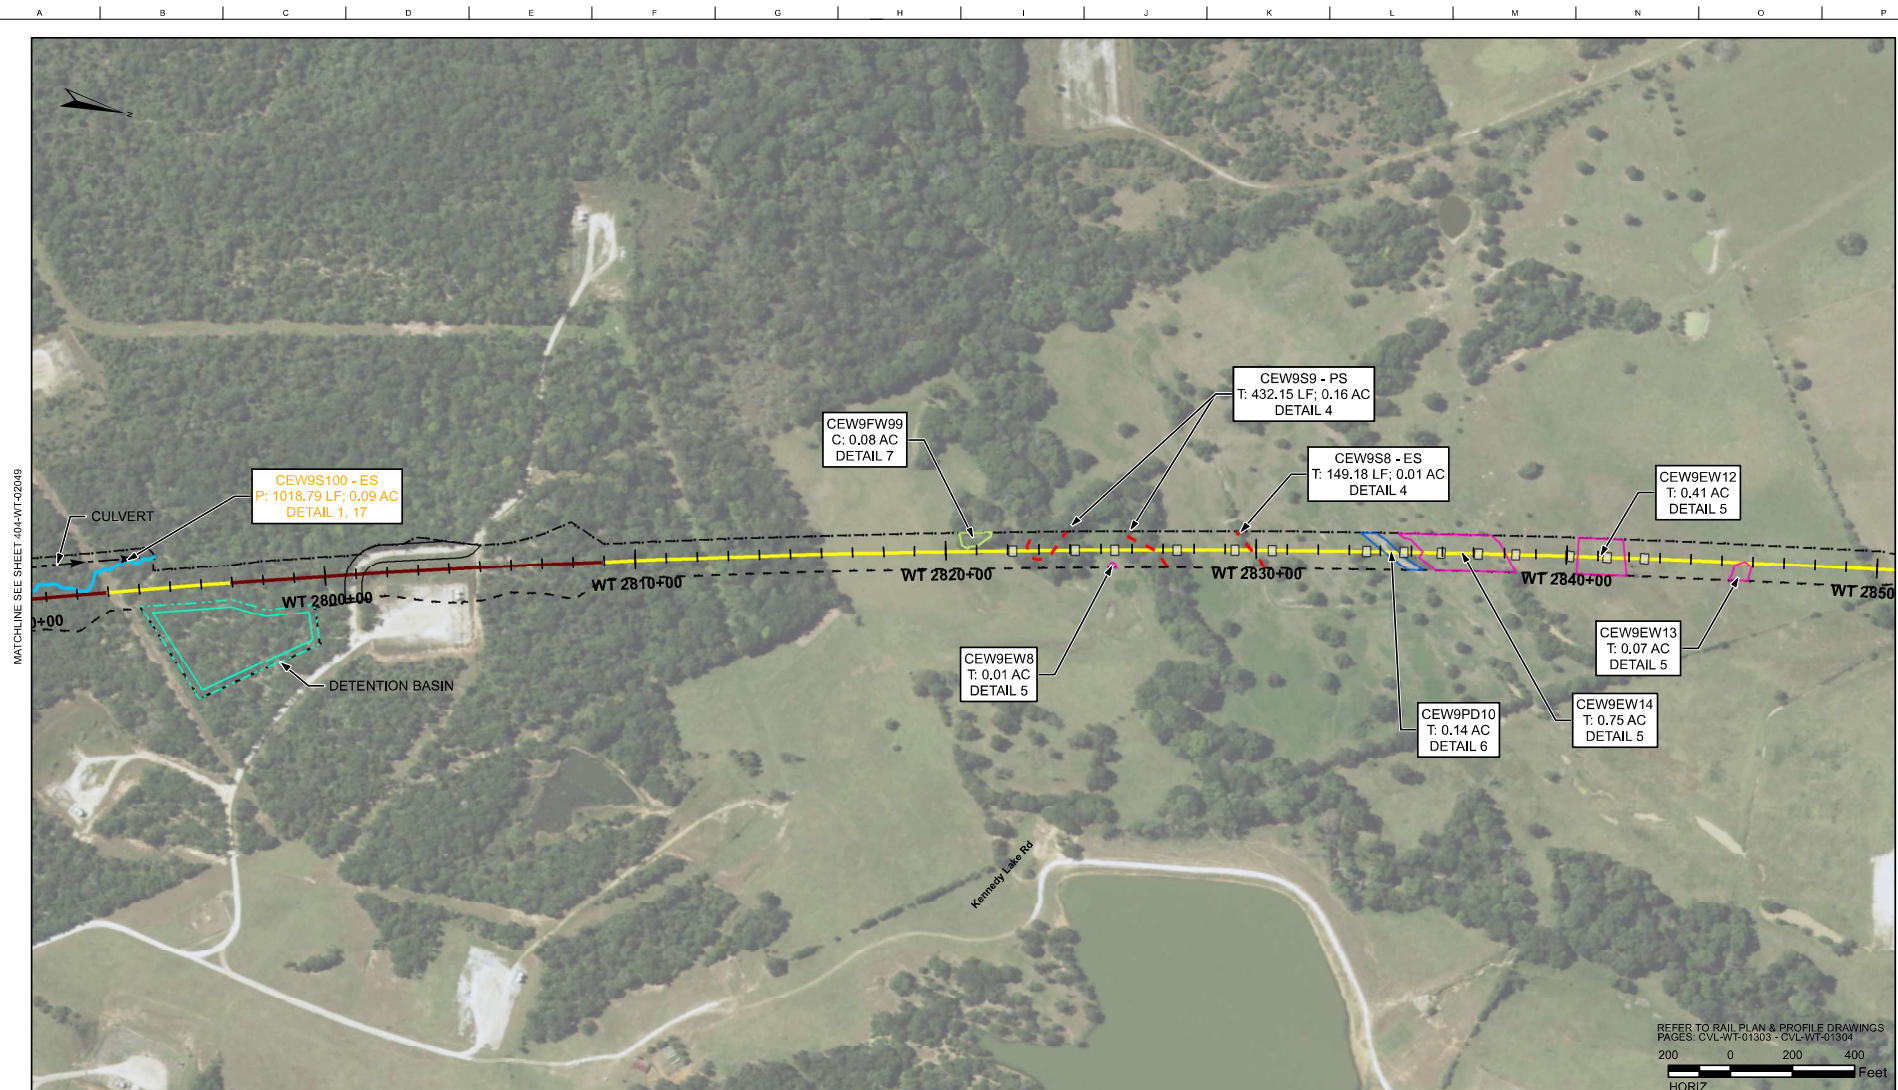 A B C D E F G H I J K L M N O P
N
MATCHLINE SEE SHEET 404-WT-02049
CULVERT
CEW9S100 - ES
P: 1018.79 LF; 0.09 AC
DETAIL 1, 17
CEW9FW99
C: 0.08 AC
DETAIL 7
CEW9S9 - PS
T: 432.15 LF; 0.16 AC
DETAIL 4
CEW9S8 - ES
T: 149.18 LF; 0.01 AC
DETAIL 4
CEW9EW12
T: 0.41 AC
DETAIL 5
0+00
WT 2800+00
WT 2810+00
WT 2820+00
WT 2830+00
WT 2840+00
WT 2850
DETENTION BASIN
CEW9EW8
T: 0.01 AC
DETAIL 5
CEW9EW13
T: 0.07 AC
DETAIL 5
CEW9PD10
T: 0.14 AC
DETAIL 6
CEW9EW14
T: 0.75 AC
DETAIL 5
Kennedy Lake Rd
REFER TO RAIL PLAN & PROFILE DRAWINGS
PAGES: CVL-WT-01303 - CVL-WT-01304
200 0 200 400
Feet
HORIZ